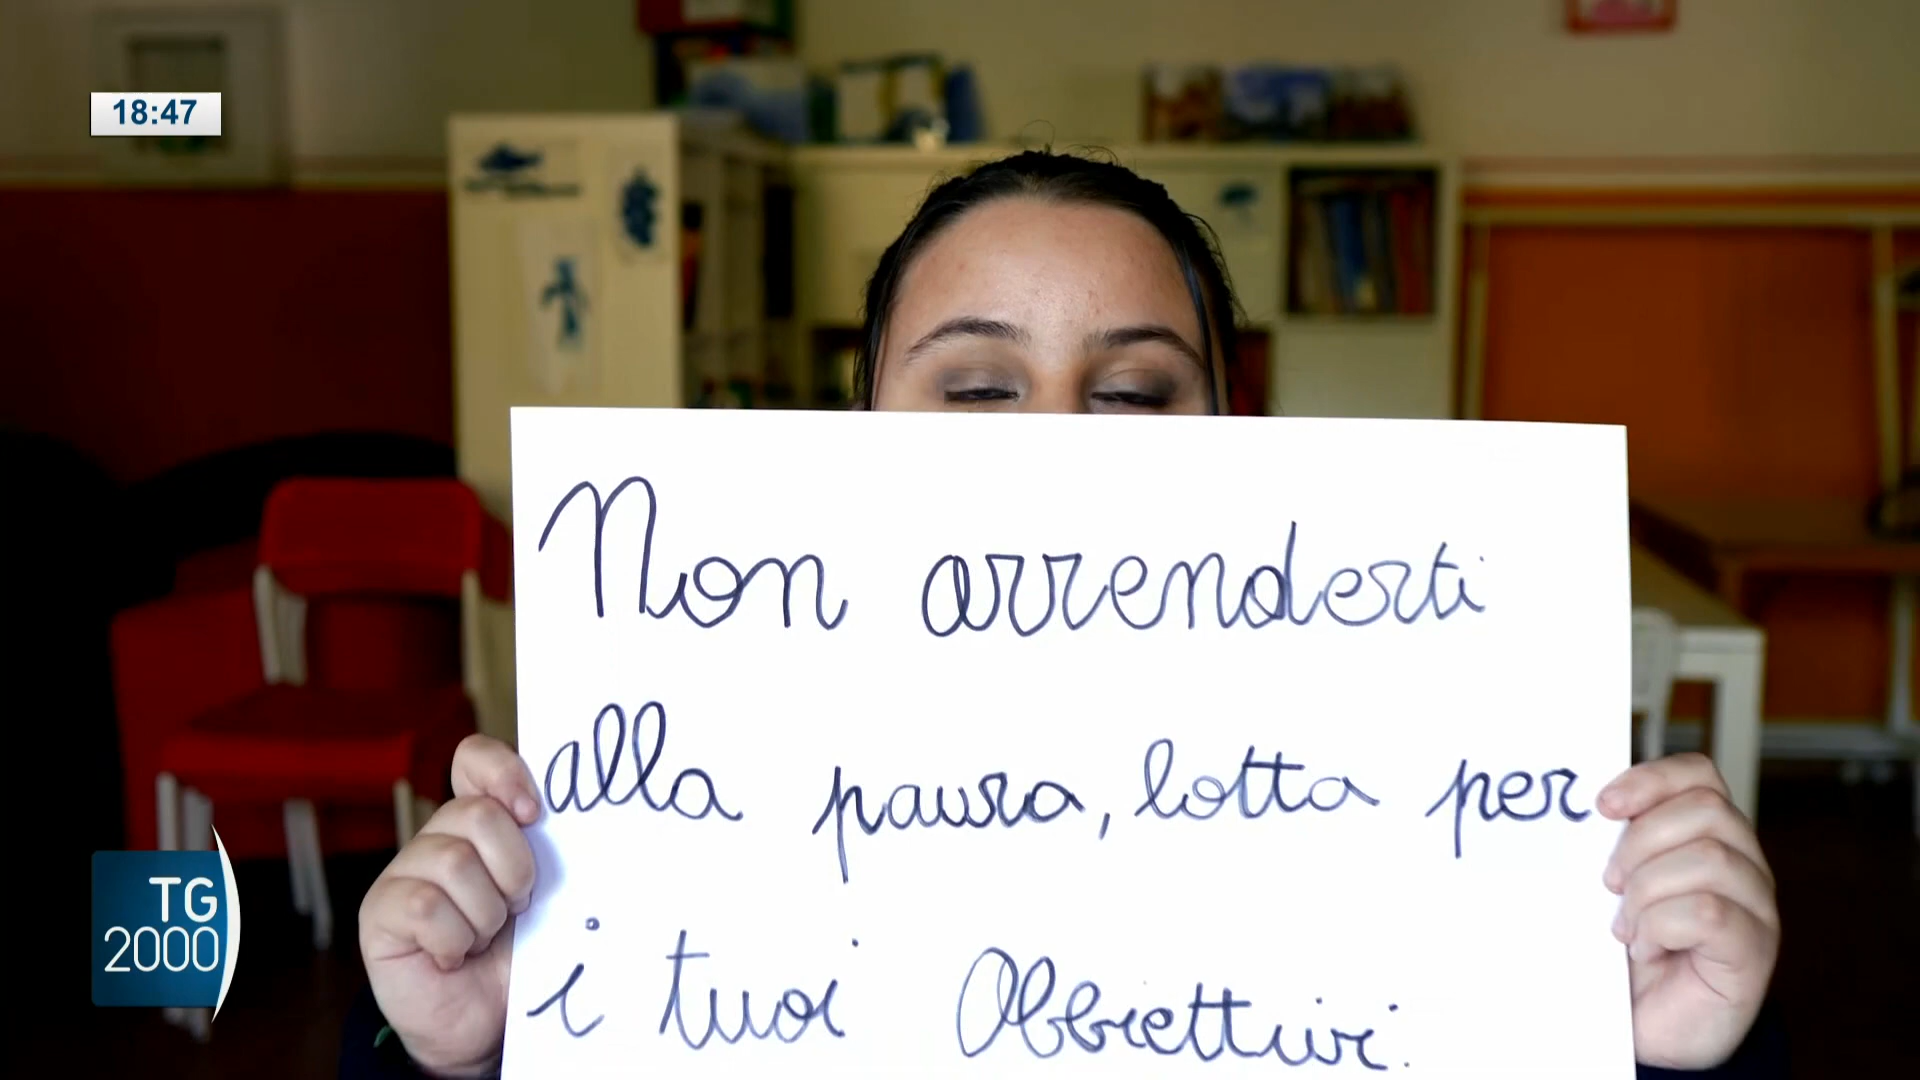 18:47
Non arrenderti
alla paura, lotta per
i tuoi Obbiettivi.
TG
2000